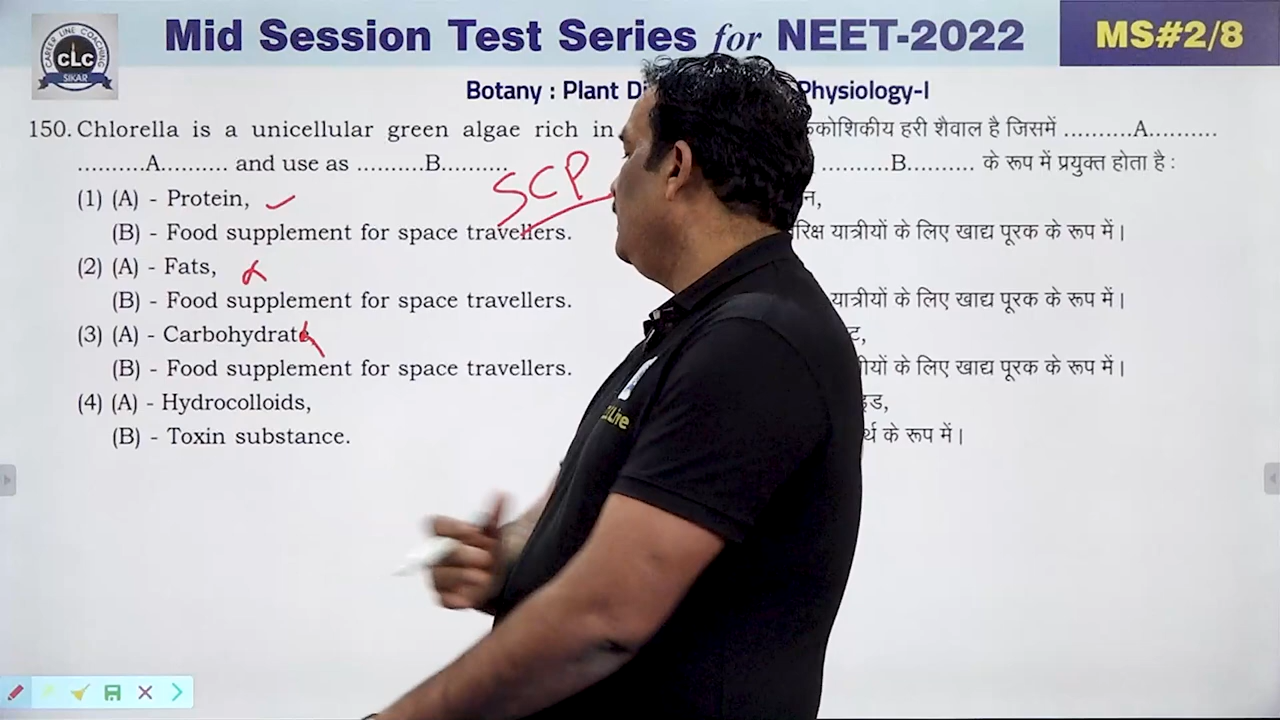 Mid Session Test Series for NEET-2022
MS#2/8
CAREER LINE COACHING
CLC
SIKAR
Botany : Plant Physiology-I
150. Chlorella is a unicellular green algae rich in
..........A.......... and use as ..........B..........
(1) (A) - Protein,
(B) - Food supplement for space travellers.
(2) (A) - Fats,
(B) - Food supplement for space travellers.
(3) (A) - Carbohydrate,
(B) - Food supplement for space travellers.
(4) (A) - Hydrocolloids,
(B) - Toxin substance.
SCP
हरी शैवाल है जिसमें ..........A..........
..........B.......... के रूप में प्रयुक्त होता है :
यात्रीयों के लिए खाद्य पूरक के रूप में।
यात्रीयों के लिए खाद्य पूरक के रूप में।
के लिए खाद्य पूरक के रूप में।
के रूप में।